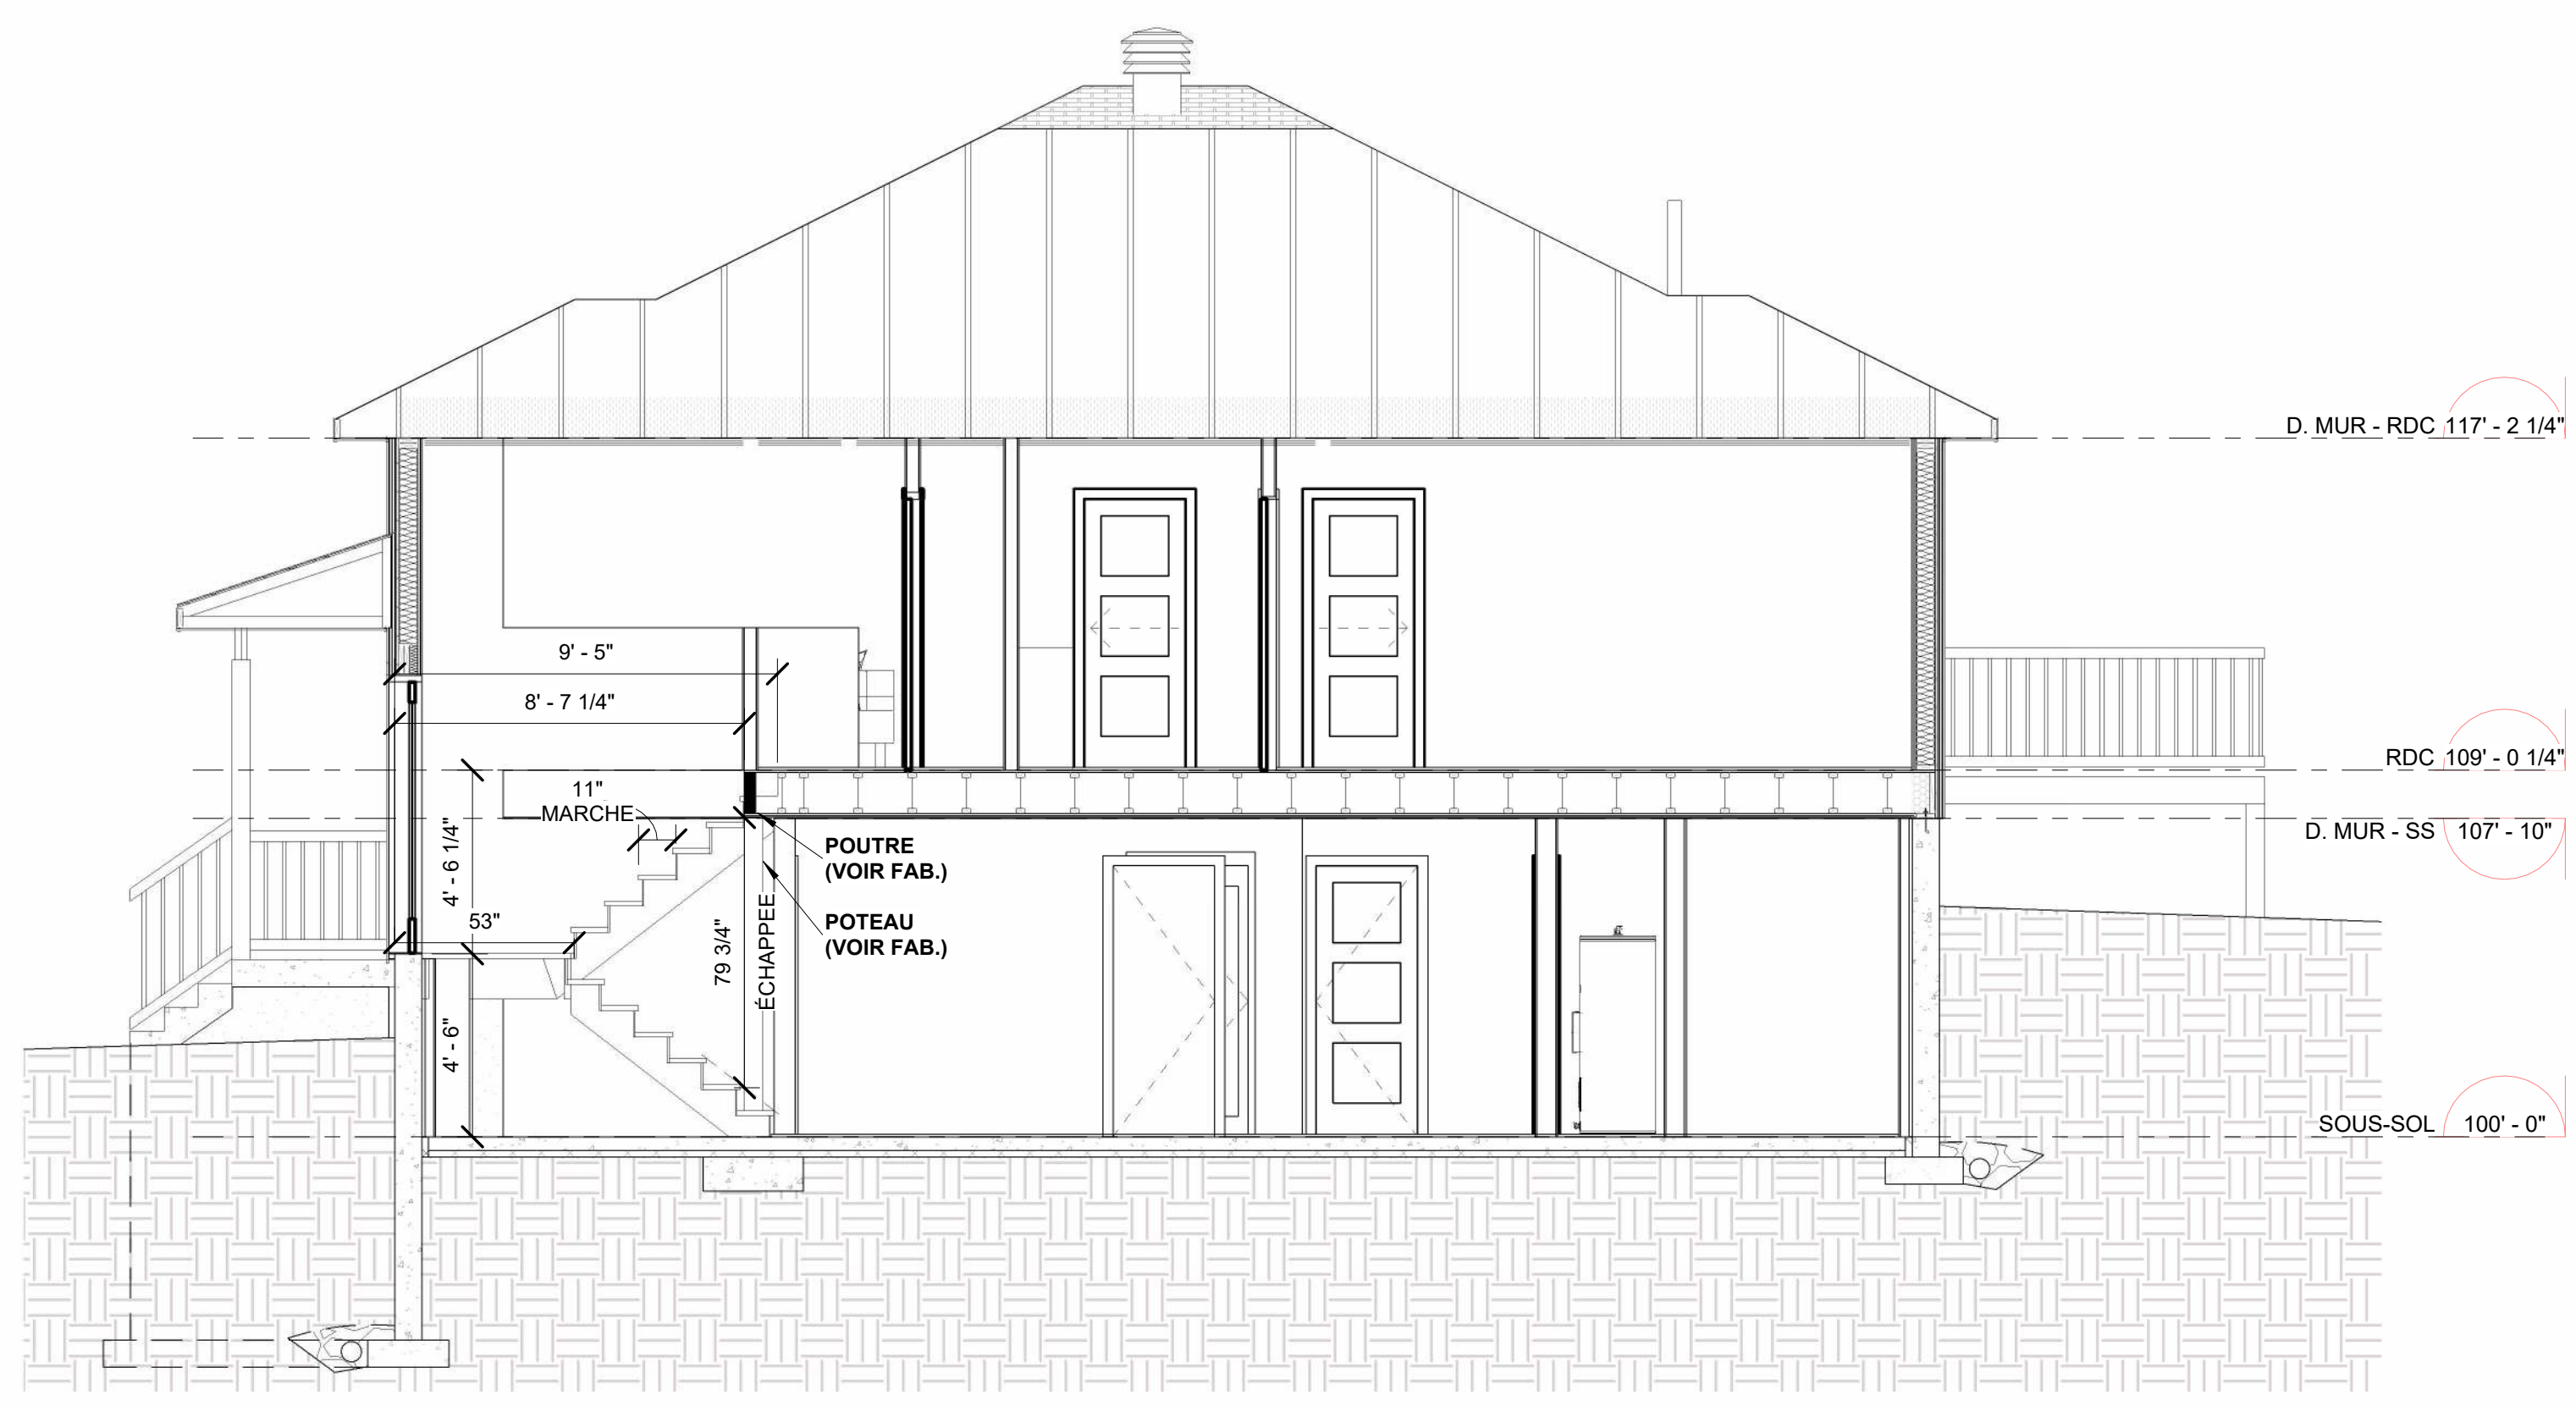 D. MUR - RDC 117' - 2 1/4"
9' - 5"
8' - 7 1/4"
RDC 109' - 0 1/4"
11"
MARCHE
D. MUR - SS 107' - 10"
4' - 6 1/4"
POUTRE
(VOIR FAB.)
53"
POTEAU
(VOIR FAB.)
79 3/4"
ÉCHAPPEE
4' - 6"
SOUS-SOL 100' - 0"